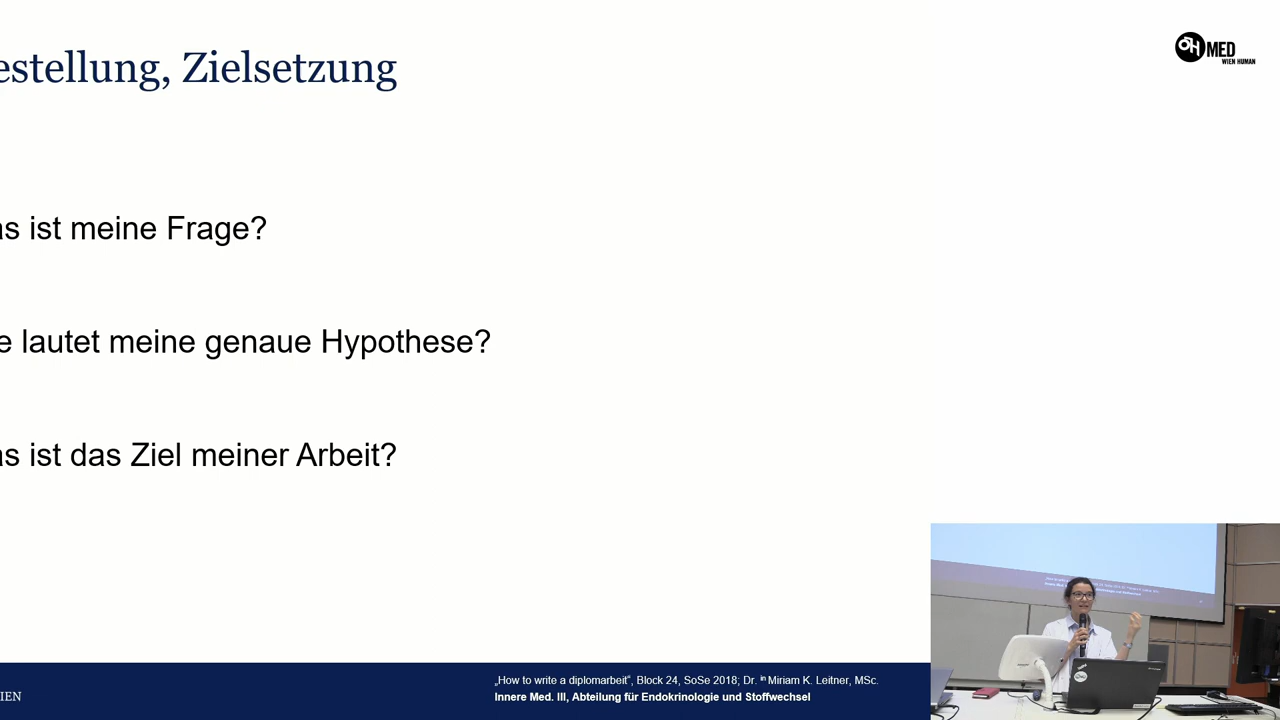 estellung, Zielsetzung
ÖH MED
WIEN HUMAN
as ist meine Frage?
e lautet meine genaue Hypothese?
as ist das Ziel meiner Arbeit?
IEN
„How to write a diplomarbeit“, Block 24, SoSe 2018; Dr. in Miriam K. Leitner, MSc.
Innere Med. III, Abteilung für Endokrinologie und Stoffwechsel